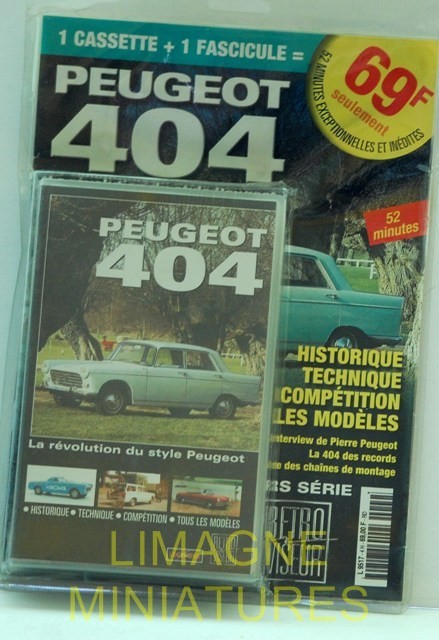 1 CASSETTE + 1 FASCICULE =
69F
seulement
52 MINUTES EXCEPTIONNELLES ET INÉDITES
PEUGEOT
404
52
minutes
PEUGEOT
404
La révolution du style Peugeot
• HISTORIQUE • TECHNIQUE • COMPÉTITION • TOUS LES MODÈLES
HISTORIQUE
TECHNIQUE
COMPÉTITION
LES MODÈLES
interview de Pierre Peugeot
La 404 des records
des chaînes de montage
SÉRIE
RETRO
VISEUR
LIMAGNE
MINIATURES